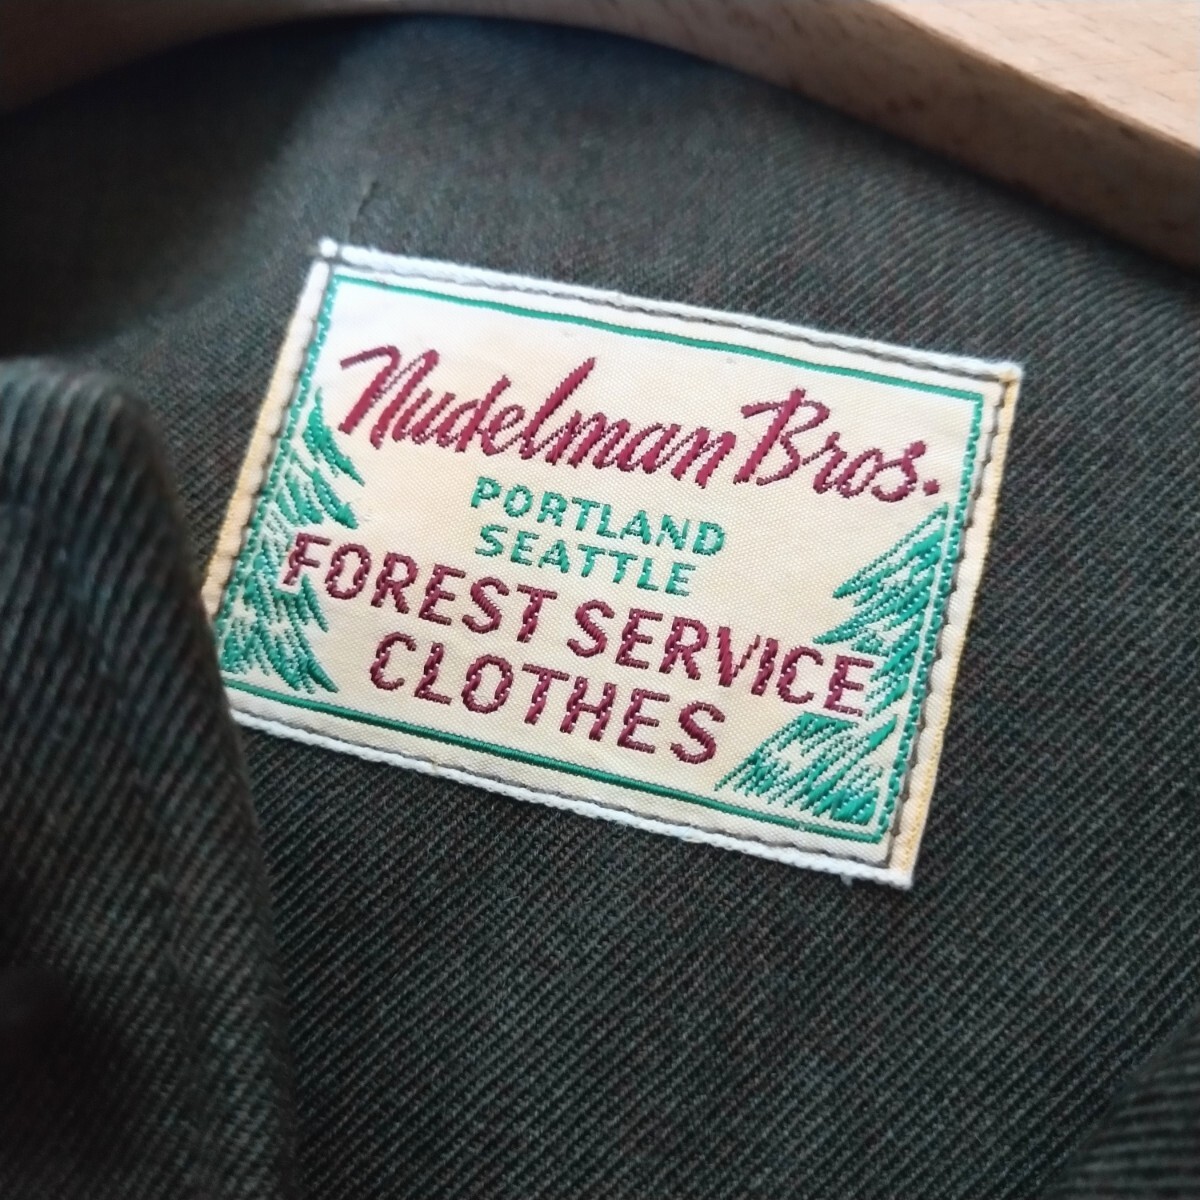 Nudelman Bros.
PORTLAND
SEATTLE
FOREST SERVICE
CLOTHES